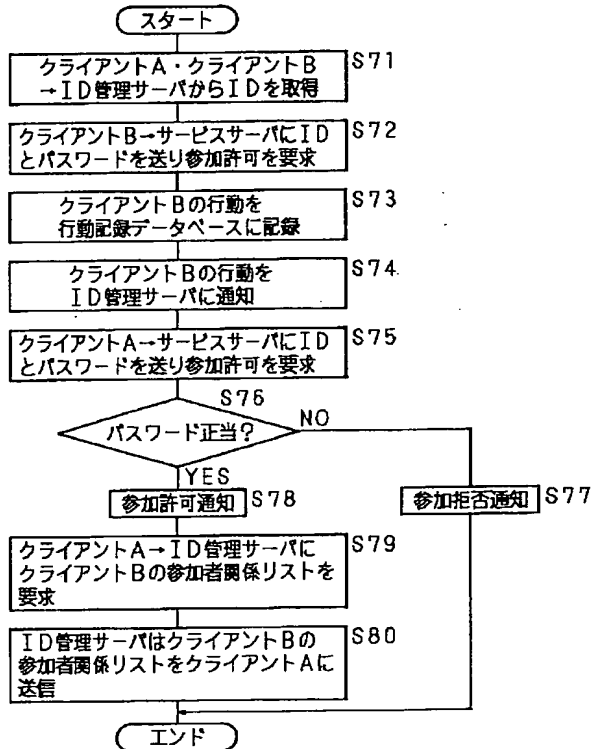 スタート
クライアントA・クライアントB
→ID管理サーバからIDを取得
S71
クライアントB→サービスサーバにID
とパスワードを送り参加許可を要求
S72
クライアントBの行動を
行動記録データベースに記録
S73
クライアントBの行動を
ID管理サーバに通知
S74
クライアントA→サービスサーバにID
とパスワードを送り参加許可を要求
S75
S76
パスワード正当?
NO
YES
参加許可通知
S78
参加拒否通知
S77
クライアントA→ID管理サーバに
クライアントBの参加者関係リストを
要求
S79
ID管理サーバはクライアントBの
参加者関係リストをクライアントAに
送信
S80
エンド